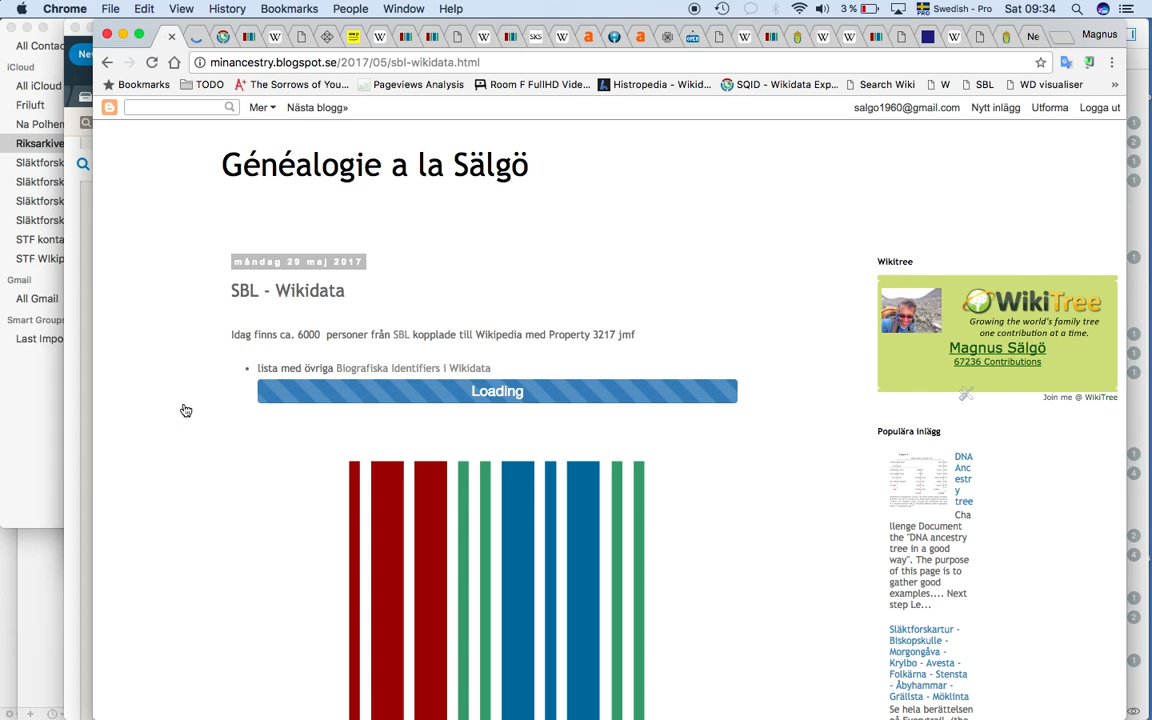 Chrome File Edit View History Bookmarks People Window Help 3% Swedish - Pro Sat 09:34
Magnus
minancestry.blogspot.se/2017/05/sbl-wikidata.html
Bookmarks TODO The Sorrows of You... Pageviews Analysis Room F FullHD Vide... Histropedia - Wikid... SQID - Wikidata Exp... Search Wiki W SBL WD visualiser »
Mer Nästa blogg» salgo1960@gmail.com Nytt inlägg Utforma Logga ut
All Contac
iCloud
All iCloud
Friluft
Na Polhem
Riksarkive
Släktforsk
Släktforsk
Släktforsk
Släktforsk
STF konta
STF Wikip
Gmail
All Gmail
Smart Groups
Last Impo
Généalogie a la Sälgö
måndag 29 maj 2017
SBL - Wikidata
Idag finns ca. 6000 personer från SBL kopplade till Wikipedia med Property 3217 jmf
• lista med övriga Biografiska Identifiers i Wikidata
Loading
Wikitree
WikiTree
Growing the world's family tree
one contribution at a time.
Magnus Sälgö
67236 Contributions
Join me @ WikiTree
Populära inlägg
DNA
Anc
estr
y
tree
Cha
llenge Document
the "DNA ancestry
tree in a good
way". The purpose
of this page is to
gather good
examples.... Next
step Le...
Släktforskartur -
Biskopskulle -
Morgongåva -
Krylbo - Avesta -
Folkärna - Stensta
- Åbyhammar -
Grällsta - Möklinta
Se hela berättelsen